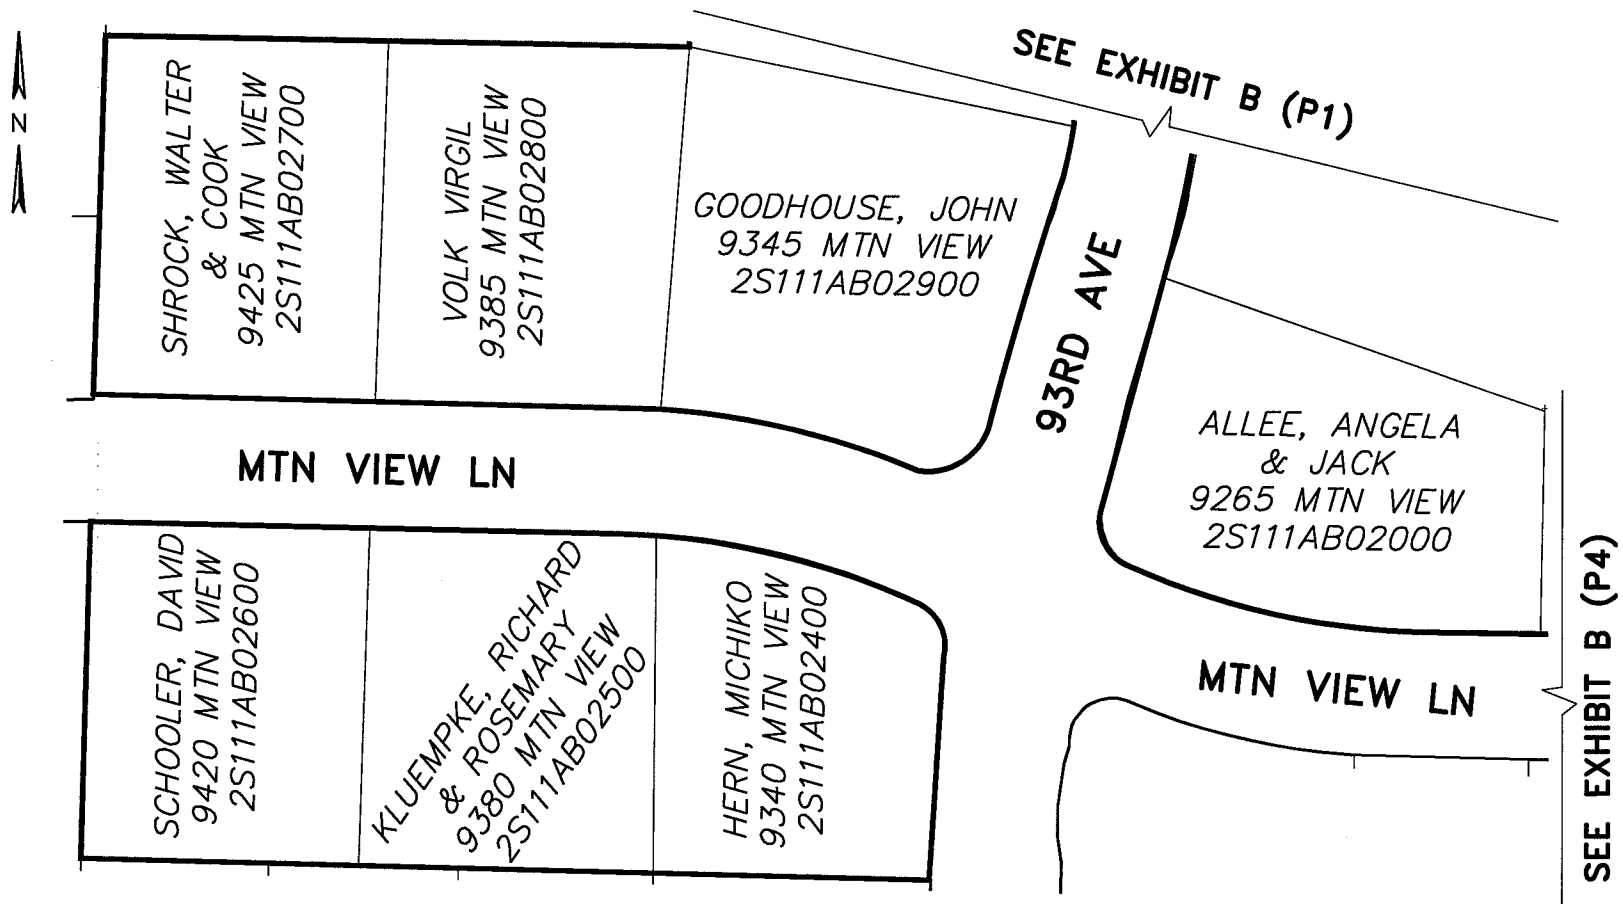 SEE EXHIBIT B (P1)
N
SHROCK, WALTER
& COOK
9425 MTN VIEW
2S111AB02700
VOLK VIRGIL
9385 MTN VIEW
2S111AB02800
GOODHOUSE, JOHN
9345 MTN VIEW
2S111AB02900
93RD AVE
ALLEE, ANGELA
& JACK
9265 MTN VIEW
2S111AB02000
MTN VIEW LN
SCHOOLER, DAVID
9420 MTN VIEW
2S111AB02600
KLUEMPKE, RICHARD
& ROSEMARY
9380 MTN VIEW
2S111AB02500
HERN, MICHIKO
9340 MTN VIEW
2S111AB02400
MTN VIEW LN
SEE EXHIBIT B (P4)